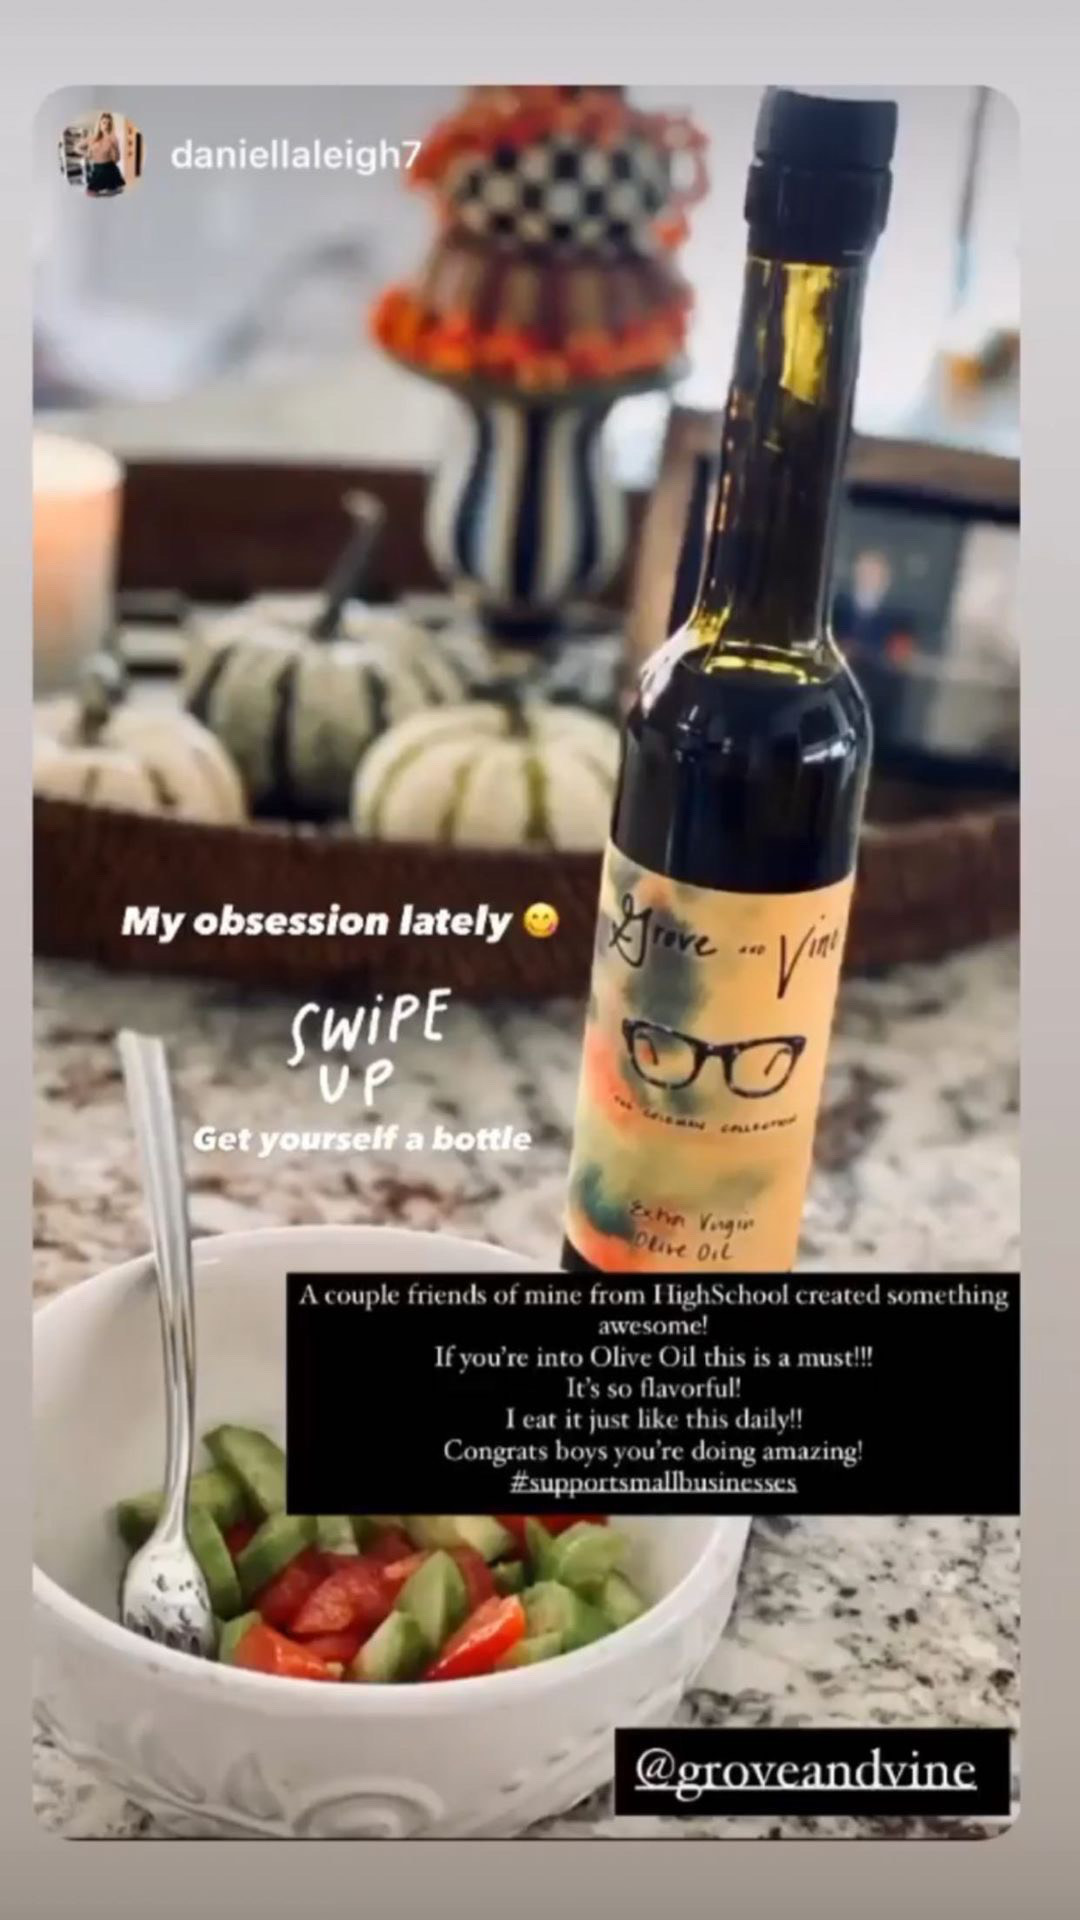 daniellaleigh7
Grove and Vine
My obsession lately 😋
SWIPE
UP
Get yourself a bottle
COLLECTION
Extra Virgin
Olive Oil
A couple friends of mine from HighSchool created something
awesome!
If you're into Olive Oil this is a must!!!
It's so flavorful!
I eat it just like this daily!!
Congrats boys you're doing amazing!
#supportsmallbusinesses
@groveandvine